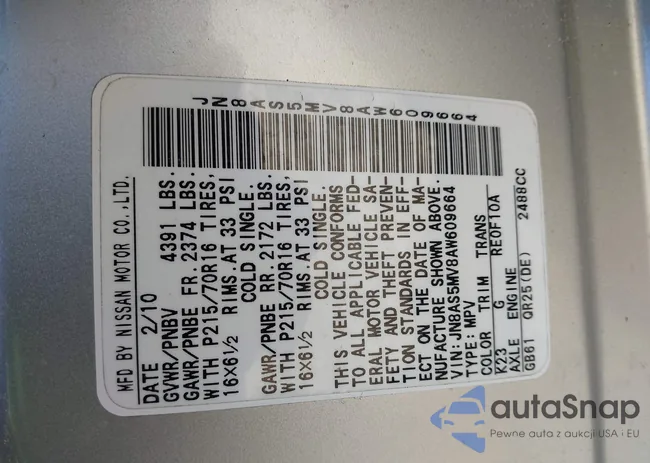 JN8AS5MV8AW609664
MFD BY NISSAN MOTOR CO.,LTD.
DATE 2/10
GVWR/PNBV 4391 LBS.
GAWR/PNBE FR. 2374 LBS.
WITH P215/70R16 TIRES,
16X6½ RIMS. AT 33 PSI
COLD SINGLE.
GAWR/PNBE RR. 2172 LBS.
WITH P215/70R16 TIRES,
16X6½ RIMS. AT 33 PSI
COLD SINGLE.
THIS VEHICLE CONFORMS
TO ALL APPLICABLE FED-
ERAL MOTOR VEHICLE SA-
FETY AND THEFT PREVEN-
TION STANDARDS IN EFF-
ECT ON THE DATE OF MA-
NUFACTURE SHOWN ABOVE.
VIN:JN8AS5MV8AW609664
TYPE: MPV
COLOR TRIM TRANS
K23 G RE0F10A
AXLE ENGINE
GB61 QR25(DE) 2488CC
autaSnap
Pewne auta z aukcji USA i EU